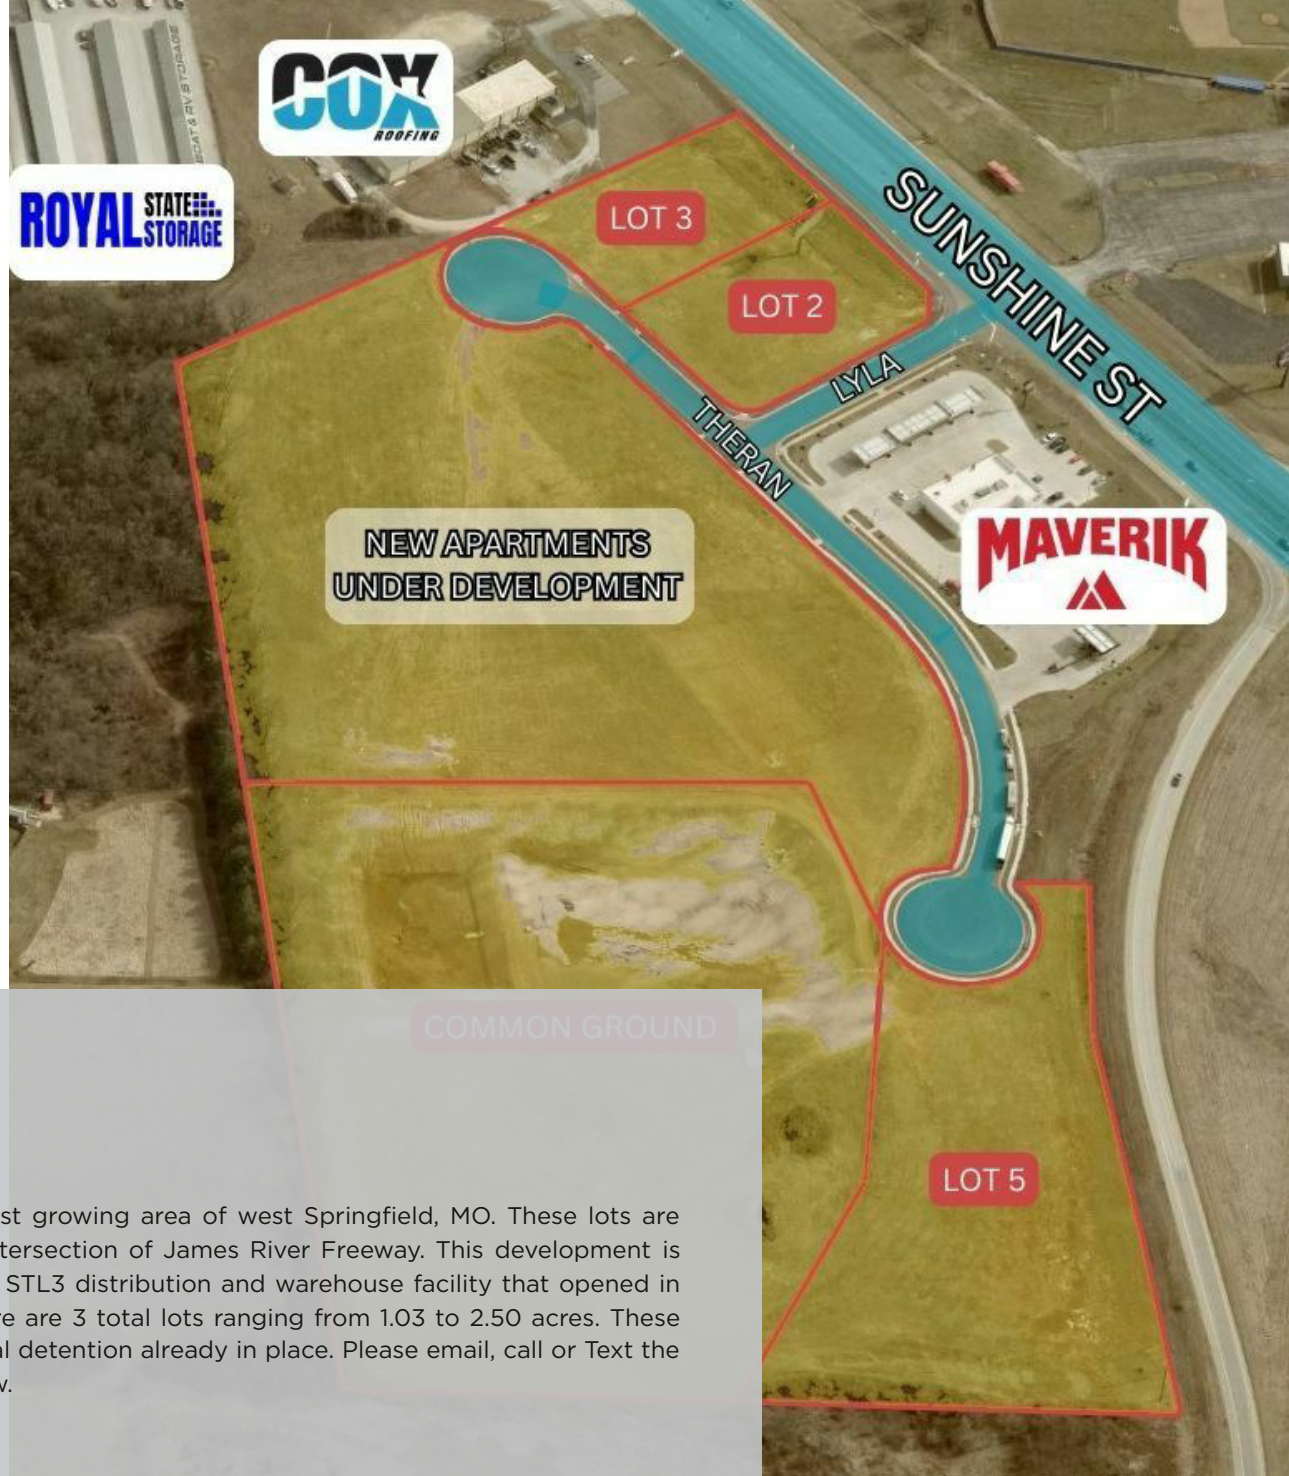 BOAT & RV STORAGE
COX
ROOFING
ROYAL STATE
STORAGE
LOT 3
SUNSHINE ST
LOT 2
LYLA
THERAN
NEW APARTMENTS
UNDER DEVELOPMENT
MAVERIK
COMMON GROUND
LOT 5
st growing area of west Springfield, MO. These lots are
tersection of James River Freeway. This development is
STL3 distribution and warehouse facility that opened in
e are 3 total lots ranging from 1.03 to 2.50 acres. These
l detention already in place. Please email, call or Text the
w.